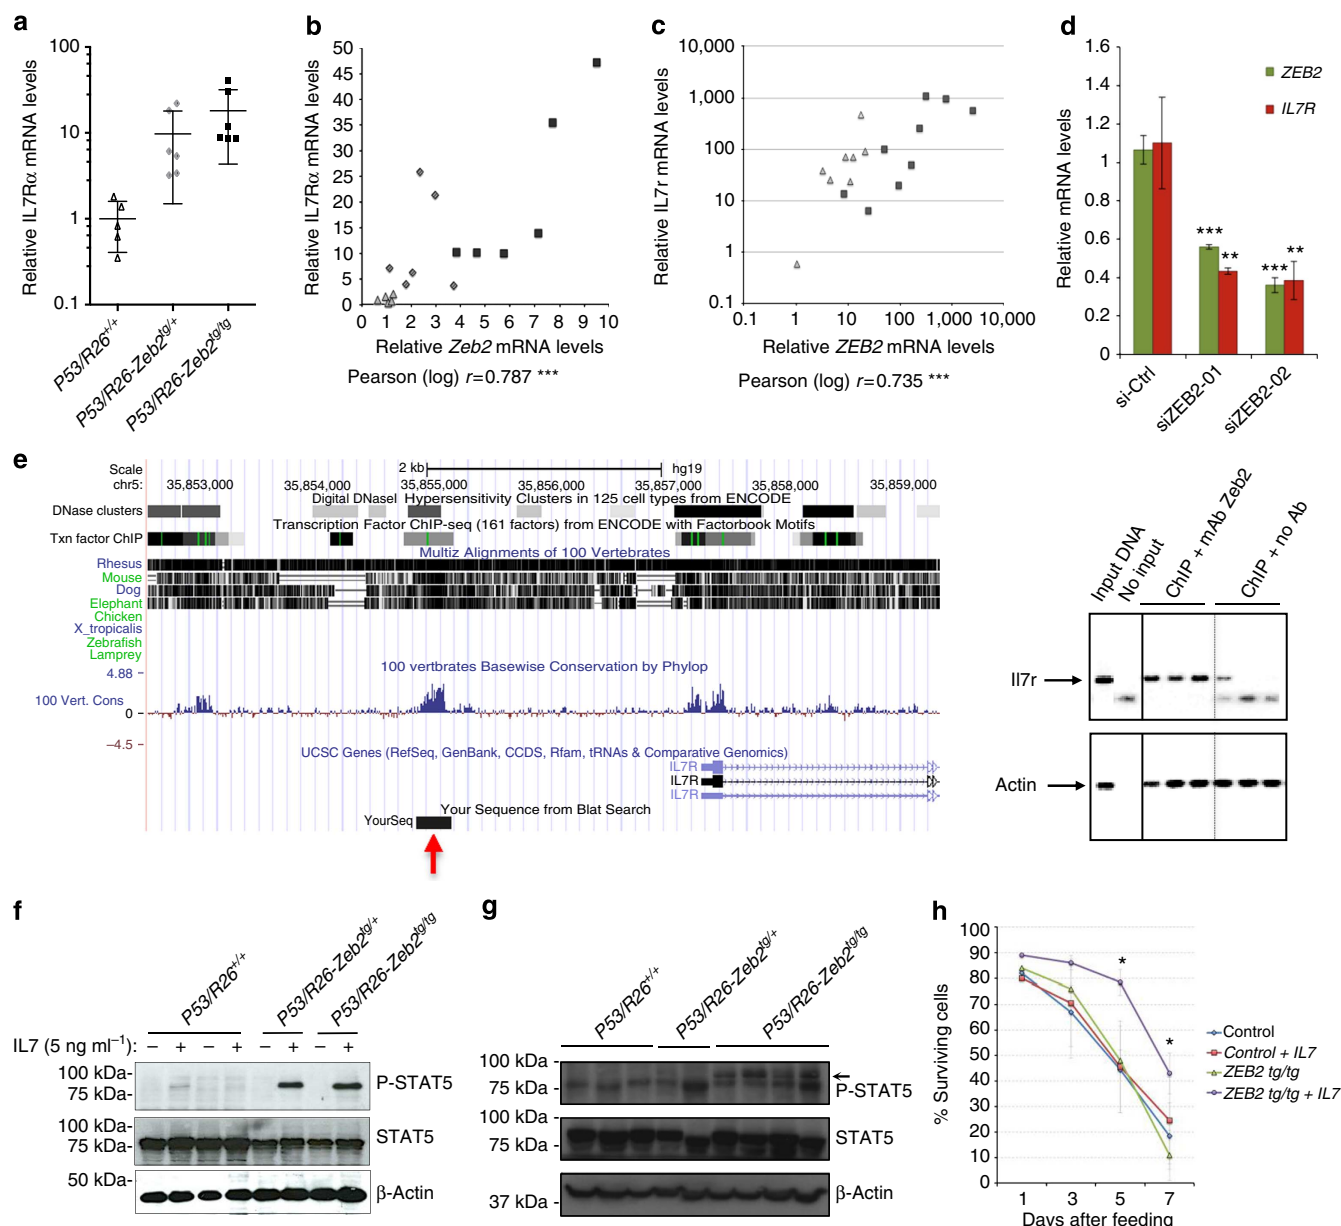 a
Relative IL7Rα mRNA levels
100
10
1
0.1
P53/R26+/+
P53/R26-Zeb2tg/+
P53/R26-Zeb2tg/tg
b
Relative IL7Rα mRNA levels
50
45
40
35
30
25
20
15
10
5
0
0 1 2 3 4 5 6 7 8 9 10
Relative Zeb2 mRNA levels
Pearson (log) r=0.787 ***
c
Relative IL7r mRNA levels
10,000
1,000
100
10
1
0.1
0.1 1 10 100 1,000 10,000
Relative ZEB2 mRNA levels
Pearson (log) r=0.735 ***
d
Relative mRNA levels
1.6
1.4
1.2
1
0.8
0.6
0.4
0.2
0
ZEB2
IL7R
*** **
*** **
si-Ctrl
siZEB2-01
siZEB2-02
e
Scale
2 kb
hg19
chr5:
35,853,000 35,854,000 35,855,000 35,856,000 35,857,000 35,858,000 35,859,000
Digital DNaseI Hypersensitivity Clusters in 125 cell types from ENCODE
DNase clusters
Transcription Factor ChIP-seq (161 factors) from ENCODE with Factorbook Motifs
Txn factor ChIP
Multiz Alignments of 100 Vertebrates
Rhesus
Mouse
Dog
Elephant
Chicken
X_tropicalis
Zebrafish
Lamprey
100 vertbrates Basewise Conservation by Phylop
4.88
100 Vert. Cons
0
-4.5
UCSC Genes (RefSeq, GenBank, CCDS, Rfam, tRNAs & Comparative Genomics)
IL7R
IL7R
IL7R
Your Sequence from Blat Search
YourSeq
Input DNA
No input
ChIP + mAb Zeb2
ChIP + no Ab
Il7r
Actin
f
P53/R26+/+
P53/R26-Zeb2tg/+
P53/R26-Zeb2tg/tg
IL7 (5 ng ml−1): − + − + − + − +
100 kDa-
75 kDa-
P-STAT5
100 kDa-
75 kDa-
STAT5
50 kDa-
β-Actin
g
P53/R26+/+
P53/R26-Zeb2tg/+
P53/R26-Zeb2tg/tg
100 kDa
75 kDa
P-STAT5
100 kDa
75 kDa
STAT5
37 kDa
β-Actin
h
% Surviving cells
100
90
80
70
60
50
40
30
20
10
0
*
*
1 3 5 7
Days after feeding
Control
Control + IL7
ZEB2 tg/tg
ZEB2 tg/tg + IL7